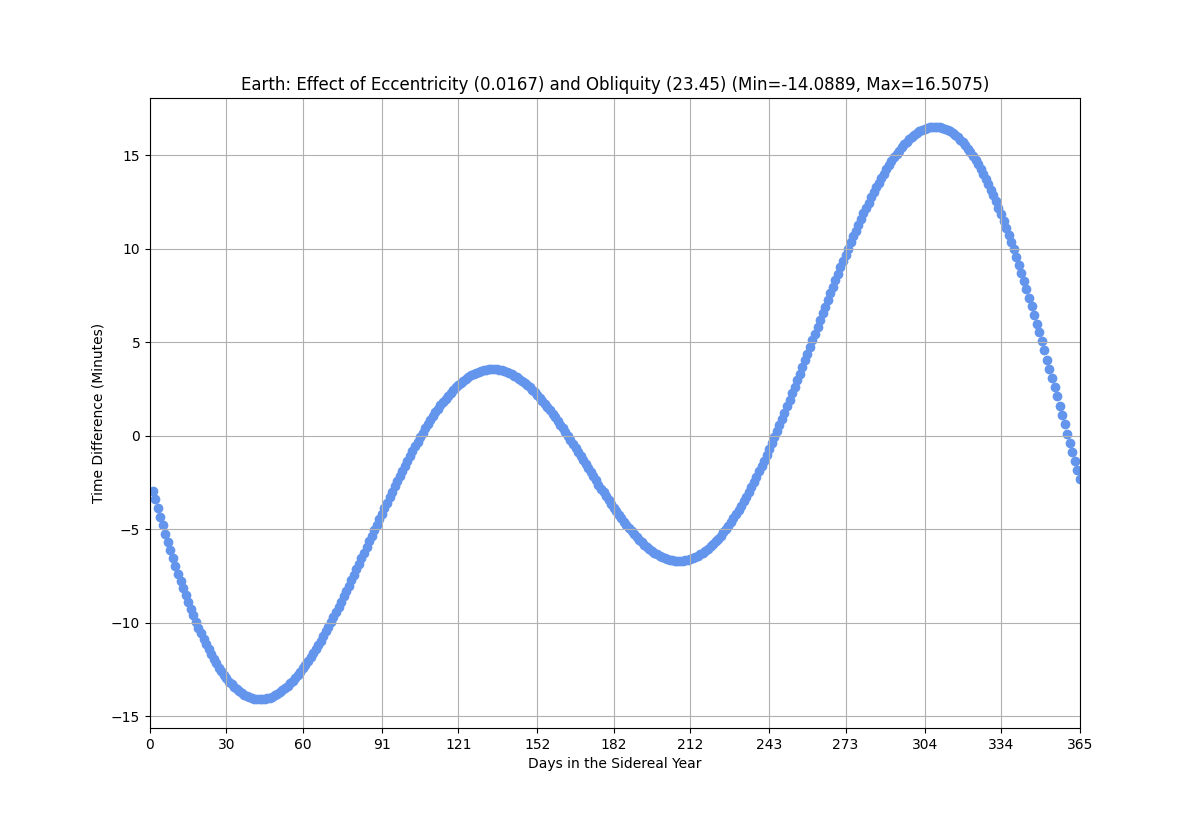 Earth: Effect of Eccentricity (0.0167) and Obliquity (23.45) (Min=-14.0889, Max=16.5075)
Time Difference (Minutes)
15
10
5
0
−5
−10
−15
0 30 60 91 121 152 182 212 243 273 304 334 365
Days in the Sidereal Year